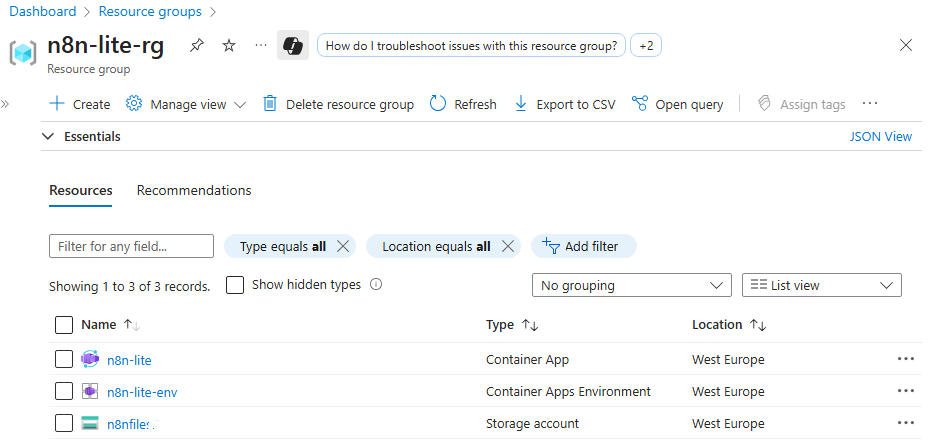 Dashboard > Resource groups >
n8n-lite-rg
How do I troubleshoot issues with this resource group? +2
Resource group
Create Manage view Delete resource group Refresh Export to CSV Open query Assign tags
Essentials JSON View
Resources Recommendations
Filter for any field... Type equals all Location equals all Add filter
Showing 1 to 3 of 3 records. Show hidden types No grouping List view
Name Type Location
n8n-lite Container App West Europe
n8n-lite-env Container Apps Environment West Europe
n8nfiles Storage account West Europe